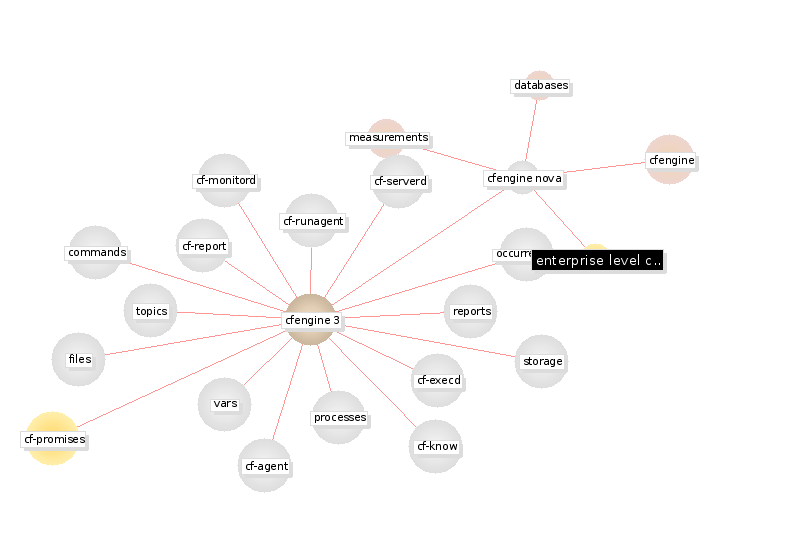 databases
measurements
cfengine
cfengine nova
cf-monitord
cf-serverd
cf-runagent
cf-report
commands
occurre
enterprise level c..
topics
reports
cfengine 3
files
storage
cf-execd
vars
processes
cf-promises
cf-know
cf-agent